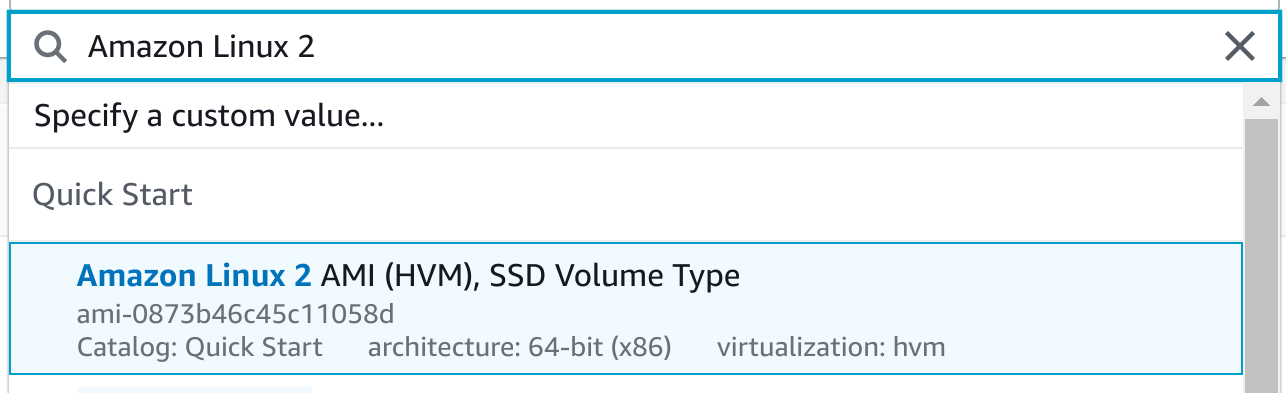 Amazon Linux 2
Specify a custom value...
Quick Start
Amazon Linux 2 AMI (HVM), SSD Volume Type
ami-0873b46c45c11058d
Catalog: Quick Start architecture: 64-bit (x86) virtualization: hvm